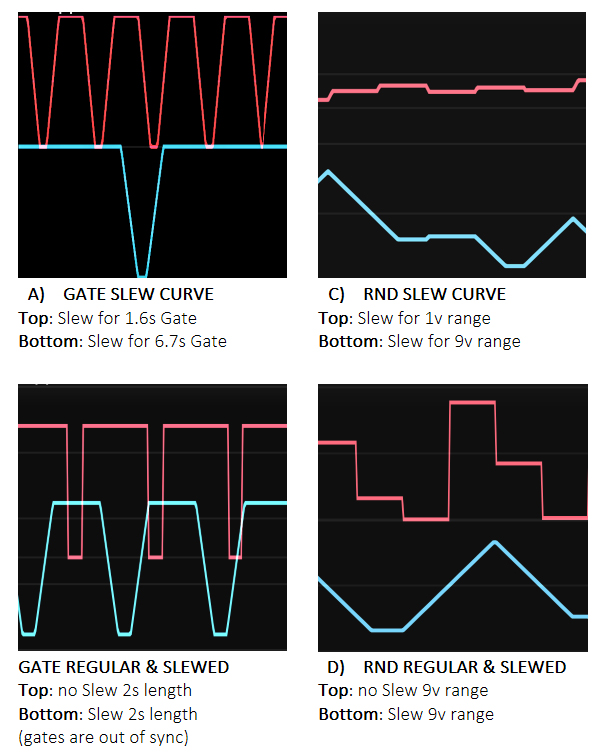 A) GATE SLEW CURVE
Top: Slew for 1.6s Gate
Bottom: Slew for 6.7s Gate
C) RND SLEW CURVE
Top: Slew for 1v range
Bottom: Slew for 9v range
GATE REGULAR & SLEWED
Top: no Slew 2s length
Bottom: Slew 2s length
(gates are out of sync)
D) RND REGULAR & SLEWED
Top: no Slew 9v range
Bottom: Slew 9v range